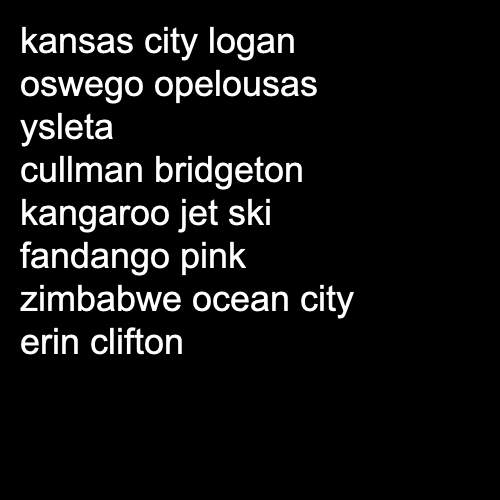 kansas city logan
oswego opelousas
ysleta
cullman bridgeton
kangaroo jet ski
fandango pink
zimbabwe ocean city
erin clifton